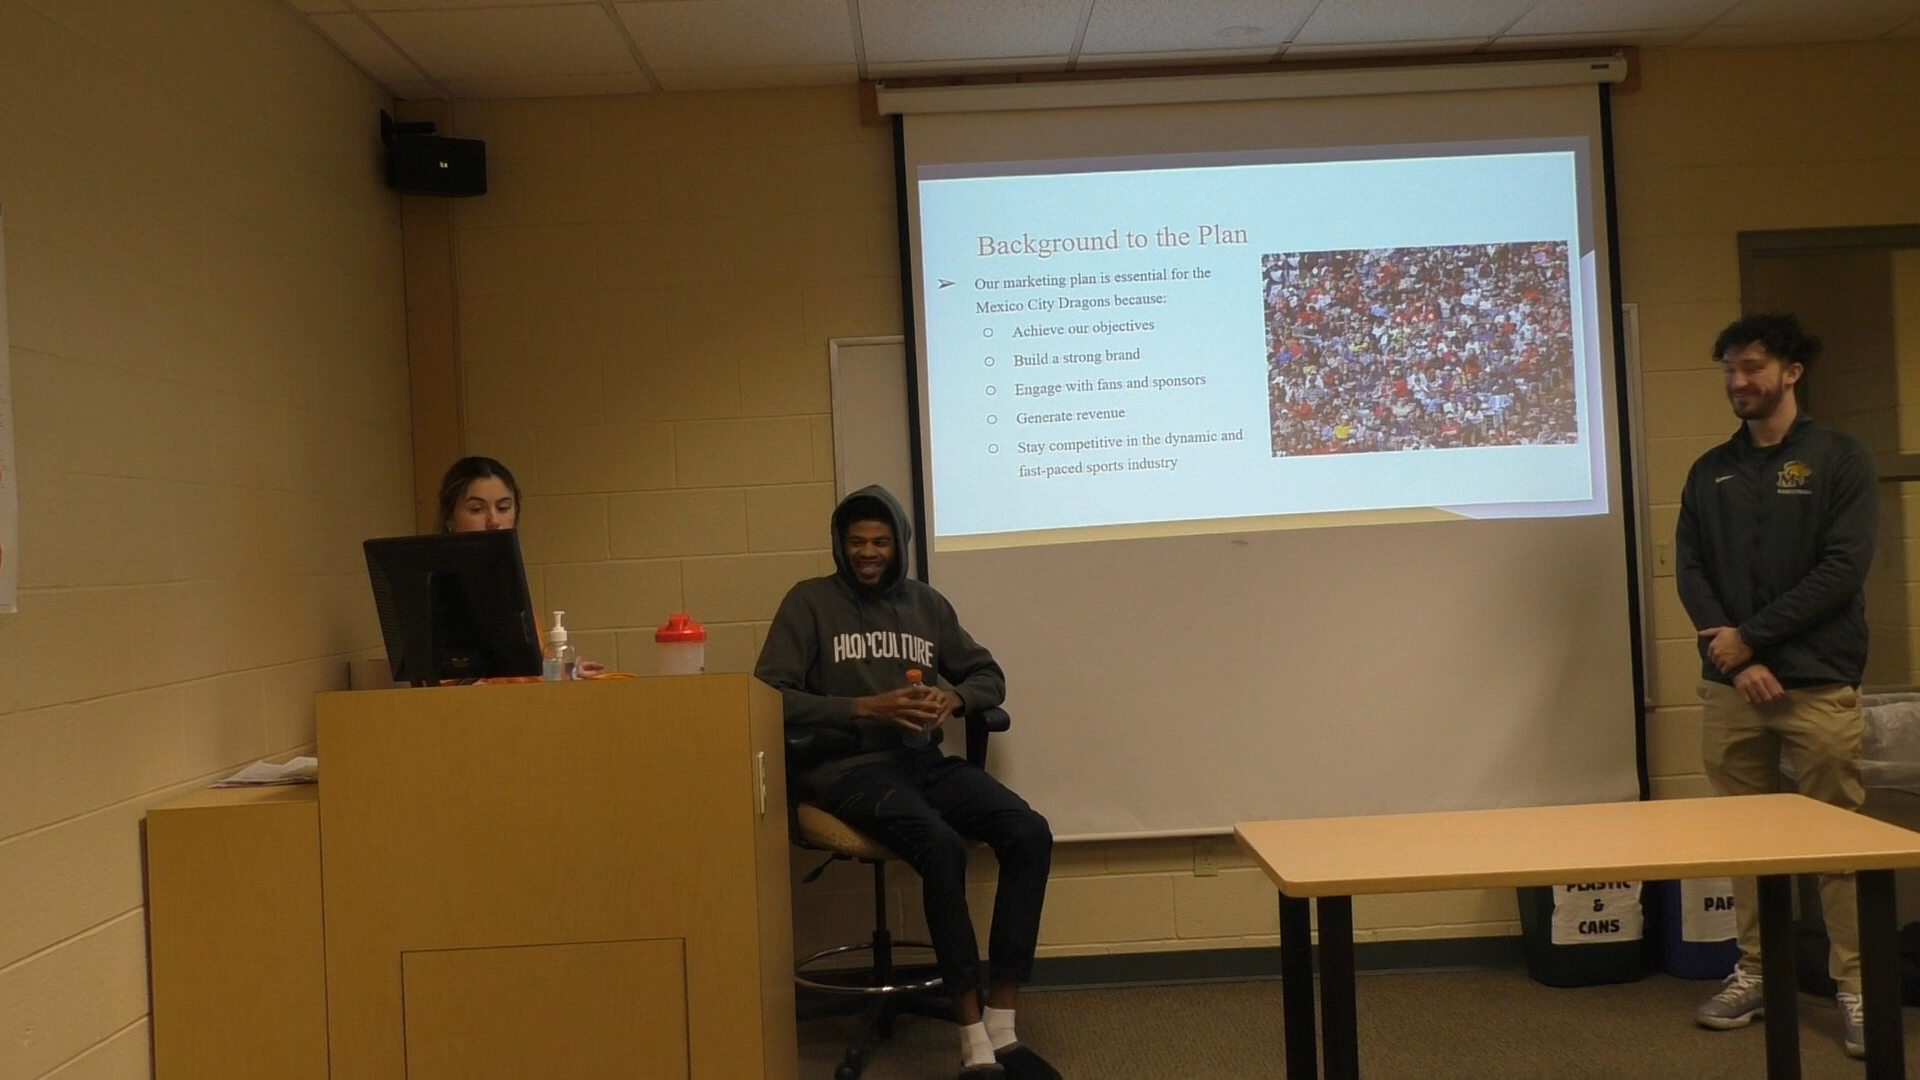 Background to the Plan
➢ Our marketing plan is essential for the
Mexico City Dragons because:
○ Achieve our objectives
○ Build a strong brand
○ Engage with fans and sponsors
○ Generate revenue
○ Stay competitive in the dynamic and
fast-paced sports industry
HOOPCULTURE
PLASTIC
&
CANS
PAP